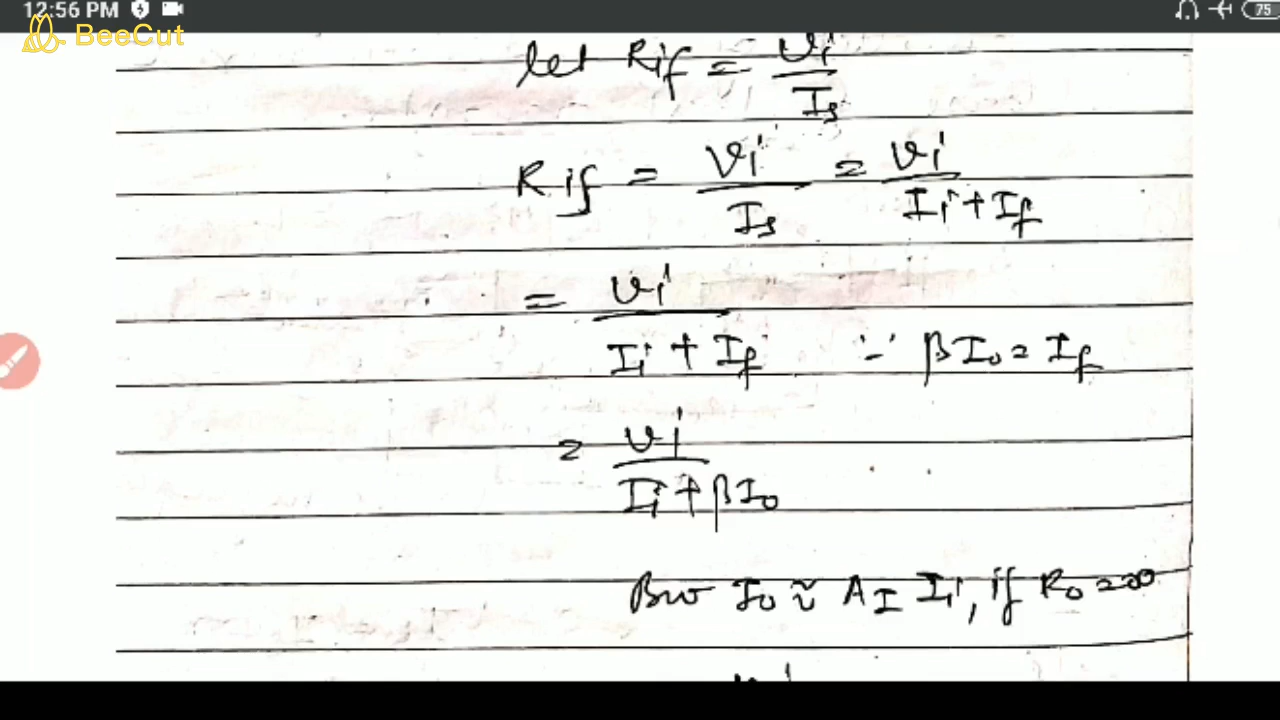 12:56 PM 75
BeeCut
let Rif = Vi / Is
Rif = Vi / Is = Vi / Ii + If
= Vi / Ii + If ∵ βIo = If
= Vi / Ii + βIo
But Io ≈ AI Ii, if Ro = ∞